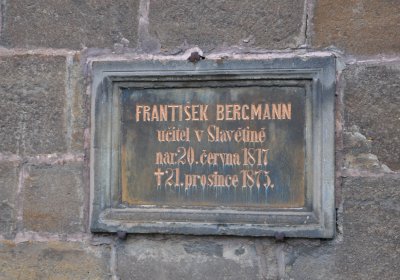 FRANTIŠEK BERGMANN
učitel v Slavětíně
nar. 20. června 1817
✝ 21. prosince 1873.